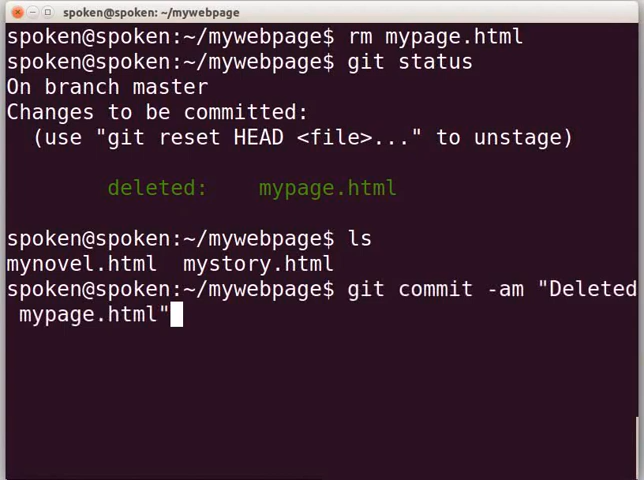 spoken@spoken: ~/mywebpage
spoken@spoken:~/mywebpage$ rm mypage.html
spoken@spoken:~/mywebpage$ git status
On branch master
Changes to be committed:
  (use "git reset HEAD <file>..." to unstage)
        deleted:    mypage.html
spoken@spoken:~/mywebpage$ ls
mynovel.html  mystory.html
spoken@spoken:~/mywebpage$ git commit -am "Deleted
 mypage.html"